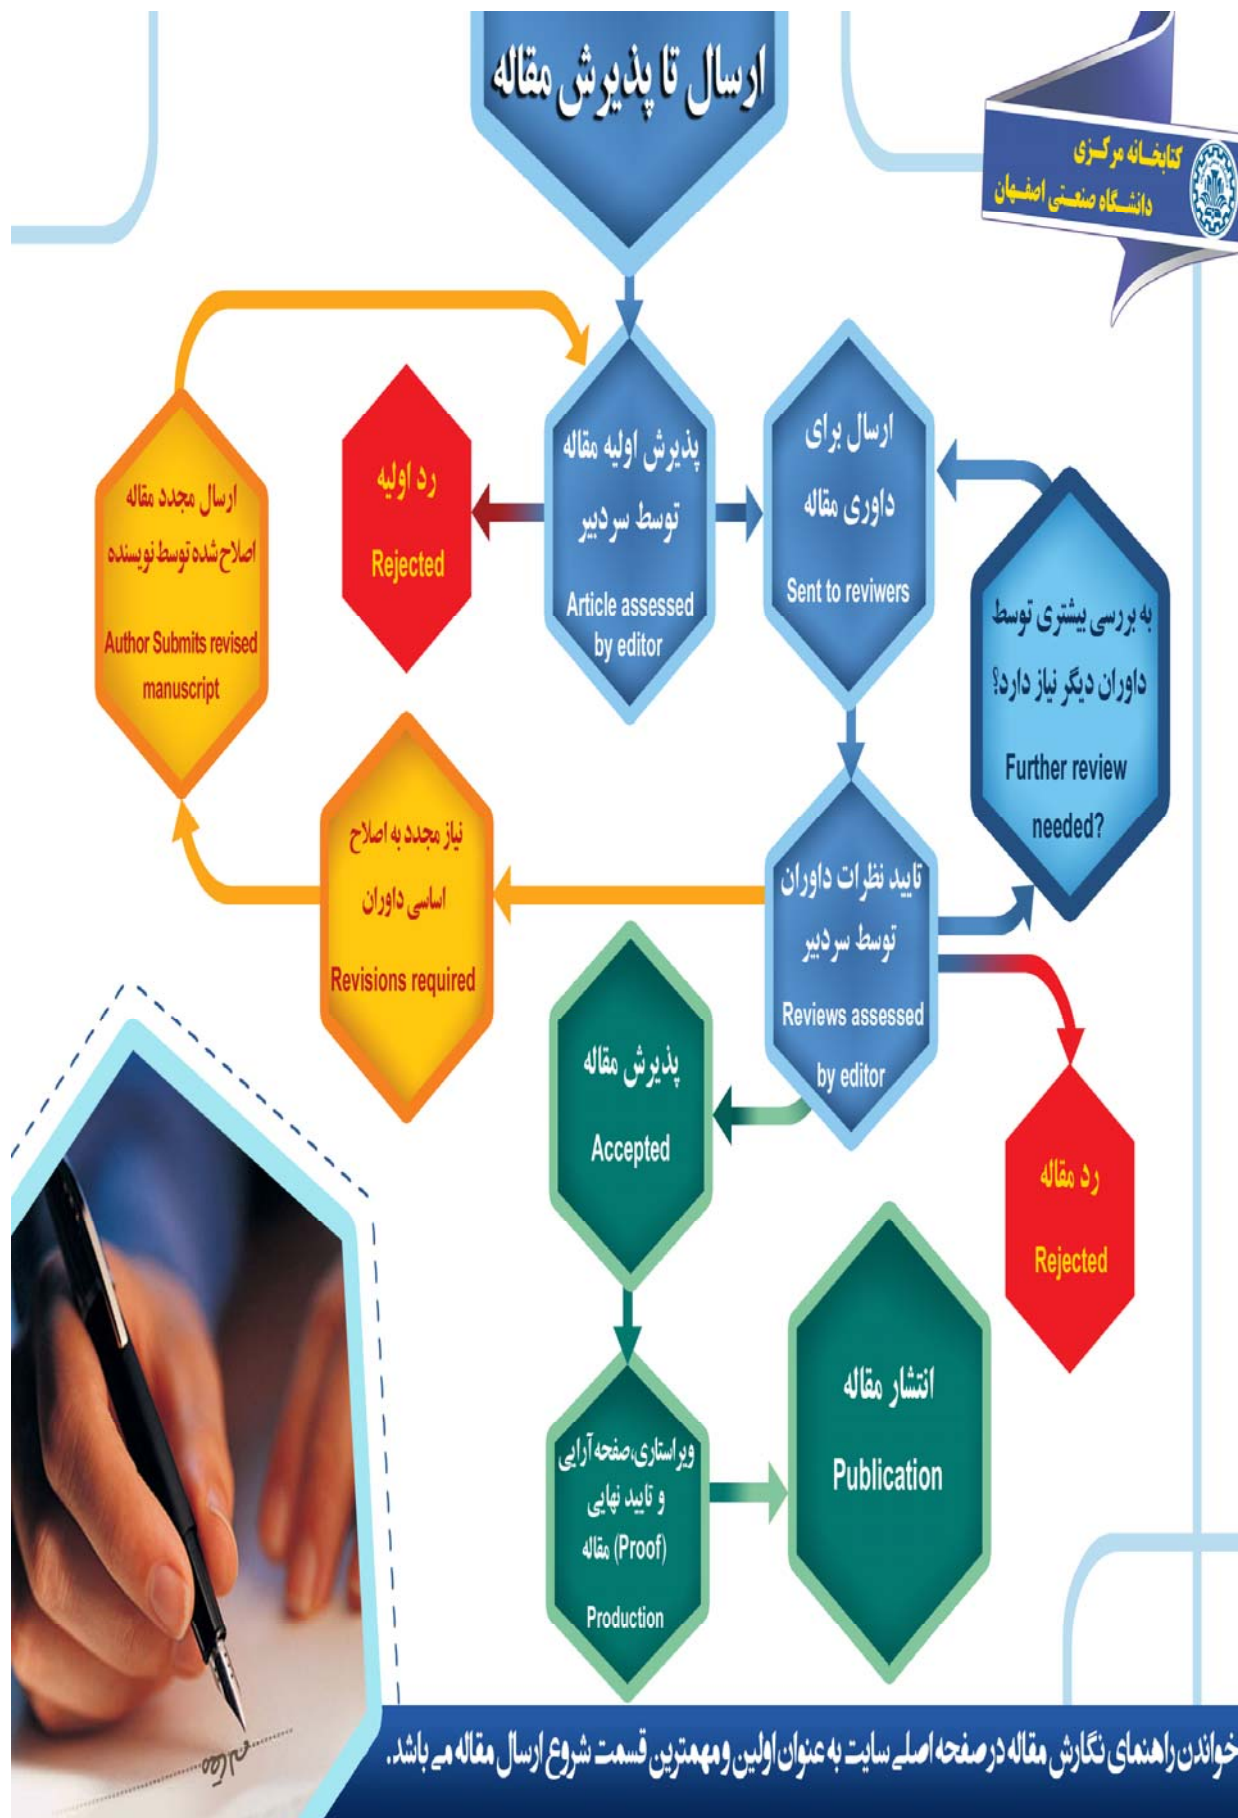 ارسال تا پذیرش مقاله
کتابخانه مرکزی
دانشگاه صنعتی اصفهان
پذیرش اولیه مقاله
توسط سردبیر
Article assessed
by editor
رد اولیه
Rejected
ارسال برای
داوری مقاله
Sent to reviwers
به بررسی بیشتری توسط
داوران دیگر نیاز دارد؟
Further review
needed?
ارسال مجدد مقاله
اصلاح شده توسط نویسنده
Author Submits revised
manuscript
نیاز مجدد به اصلاح
اساسی داوران
Revisions required
تایید نظرات داوران
توسط سردبیر
Reviews assessed
by editor
رد مقاله
Rejected
پذیرش مقاله
Accepted
ویراستاری،صفحه آرایی
و تایید نهایی
مقاله (Proof)
Production
انتشار مقاله
Publication
مقاله
خواندن راهنمای نگارش مقاله در صفحه اصلی سایت به عنوان اولین و مهمترین قسمت شروع ارسال مقاله می باشد.